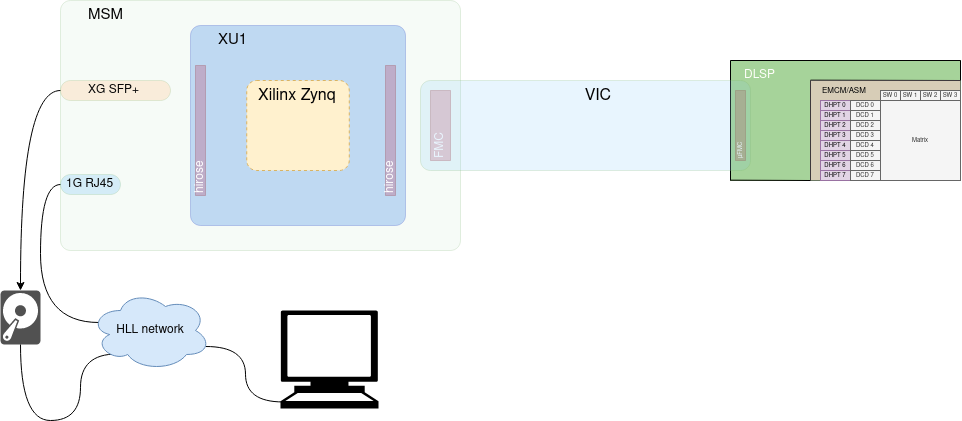 MSM
XU1
XG SFP+
Xilinx Zynq
hirose
hirose
1G RJ45
FMC
VIC
μFMC
DLSP
EMCM/ASM
SW 0 SW 1 SW 2 SW 3
DHPT 0 DCD 0
DHPT 1 DCD 1
DHPT 2 DCD 2
DHPT 3 DCD 3
DHPT 4 DCD 4
DHPT 5 DCD 5
DHPT 6 DCD 6
DHPT 7 DCD 7
Matrix
HLL network